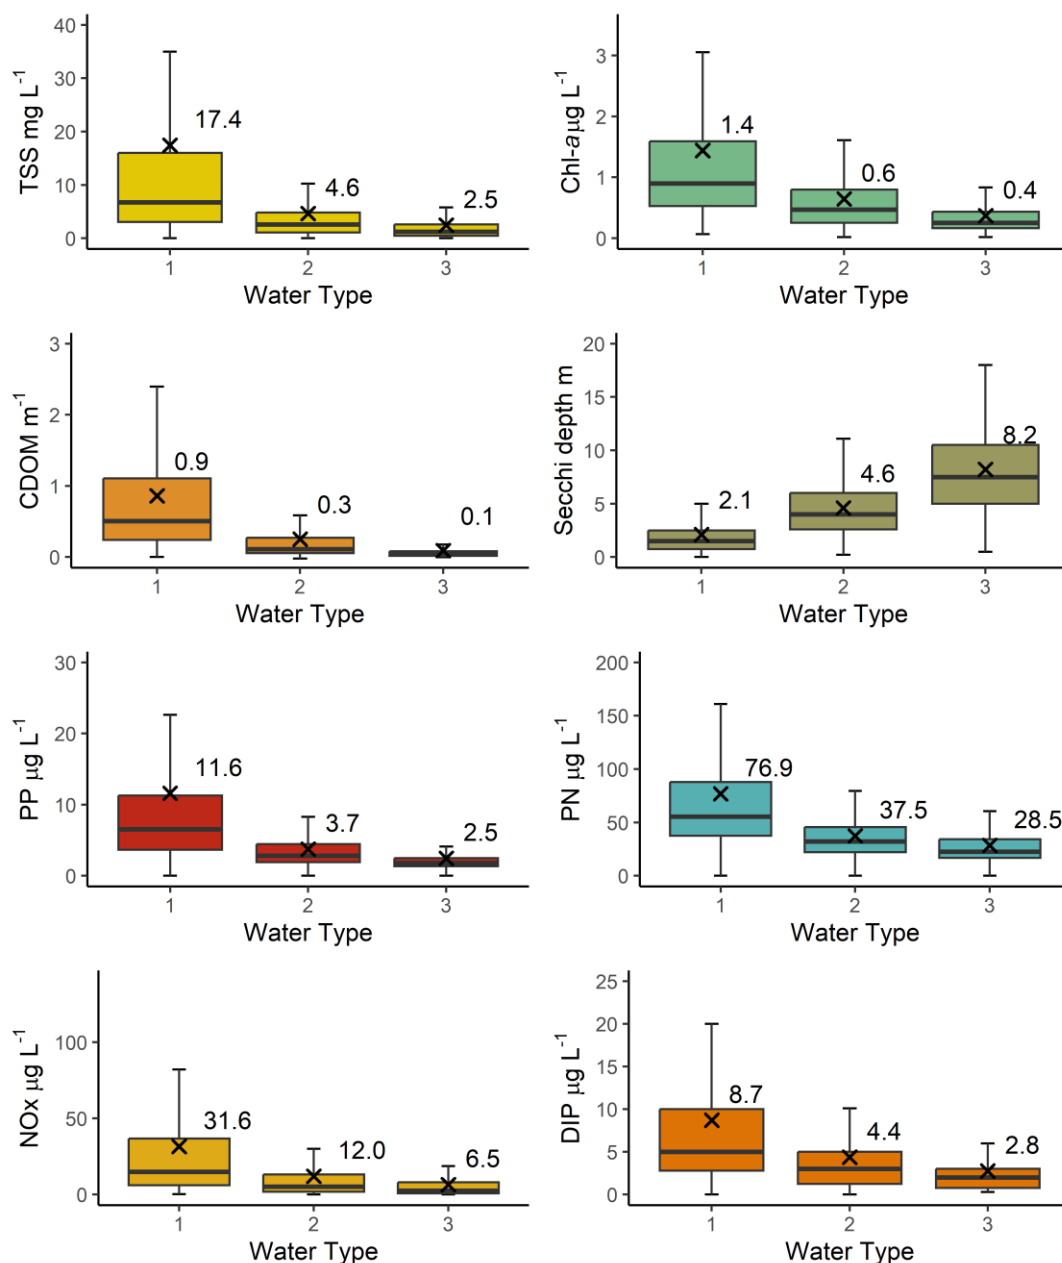 TSS mg L⁻¹
40
30
20
10
0
17.4
4.6
2.5
1 2 3
Water Type
Chl-aµg L⁻¹
3
2
1
0
1.4
0.6
0.4
1 2 3
Water Type
CDOM m⁻¹
3
2
1
0
0.9
0.3
0.1
1 2 3
Water Type
Secchi depth m
20
15
10
5
0
2.1
4.6
8.2
1 2 3
Water Type
PP µg L⁻¹
30
20
10
0
11.6
3.7
2.5
1 2 3
Water Type
PN µg L⁻¹
200
150
100
50
0
76.9
37.5
28.5
1 2 3
Water Type
NOx µg L⁻¹
100
50
0
31.6
12.0
6.5
1 2 3
Water Type
DIP µg L⁻¹
25
20
15
10
5
0
8.7
4.4
2.8
1 2 3
Water Type